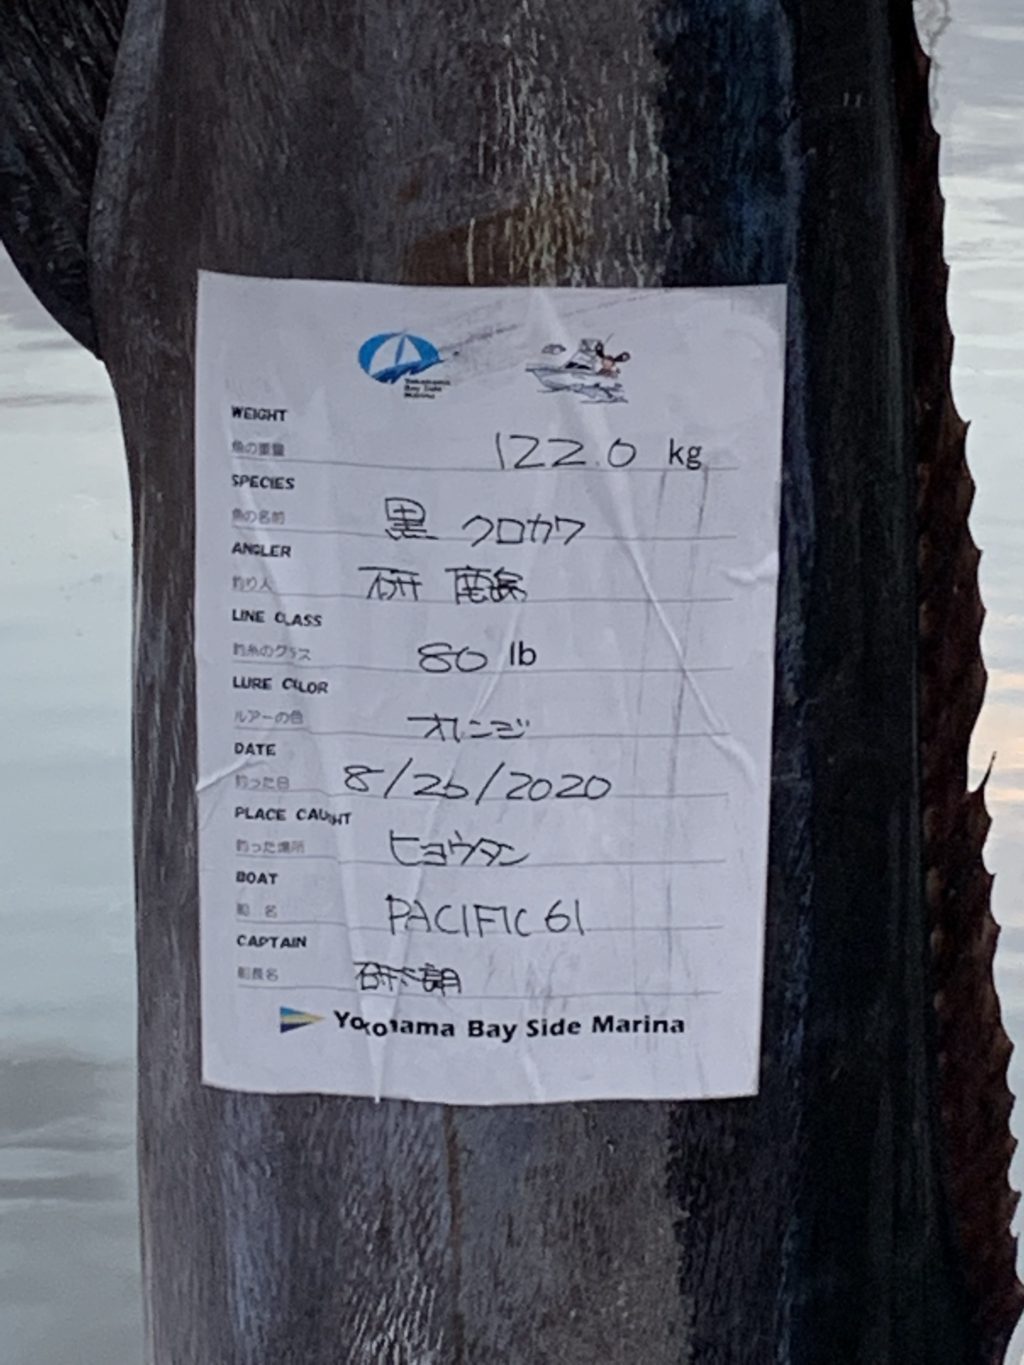 Yokohama
Bay Side
Marina
WEIGHT
魚の重量 122.0 kg
SPECIES
魚の名前 黒 クロカワ
ANGLER
釣り人
LINE CLASS
釣糸のクラス 80 lb
LURE COLOR
ルアーの色 オレンジ
DATE
釣った日 8/26/2020
PLACE CAUGHT
釣った場所 ヒョウタン
BOAT
船 名 PACIFIC 61
CAPTAIN
船長名
Yokohama Bay Side Marina